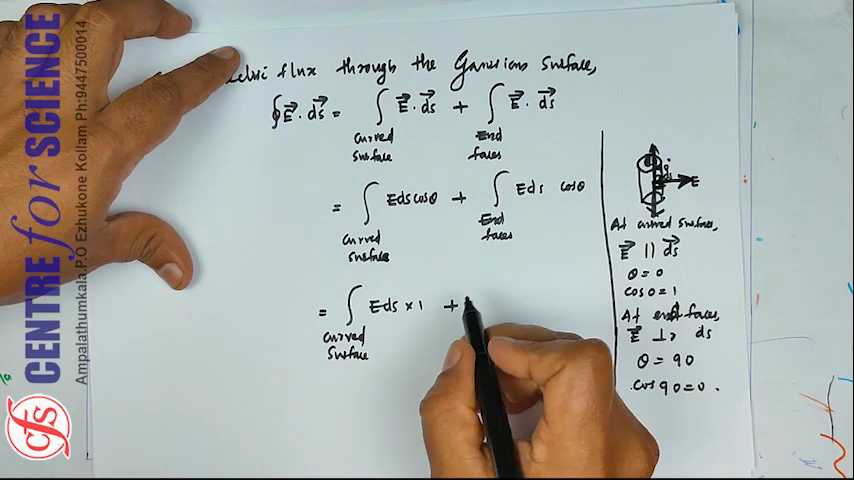 CENTRE for SCIENCE
Ampalathumkala.P.O Ezhukone Kollam Ph:9447500014
cfs
flux through the Gaussians surface,
∮E⃗. ds⃗ = ∫ E⃗. ds⃗ + ∫ E⃗. ds⃗
curved surface End faces
= ∫ Eds cosθ + ∫ Eds cosθ
curved surface End faces
= ∫ Eds × 1 +
curved surface
E
At curved surface,
E⃗ || ds⃗
θ = 0
cos 0 = 1
At end faces,
E⃗ ⊥r ds
θ = 90
cos 90 = 0.